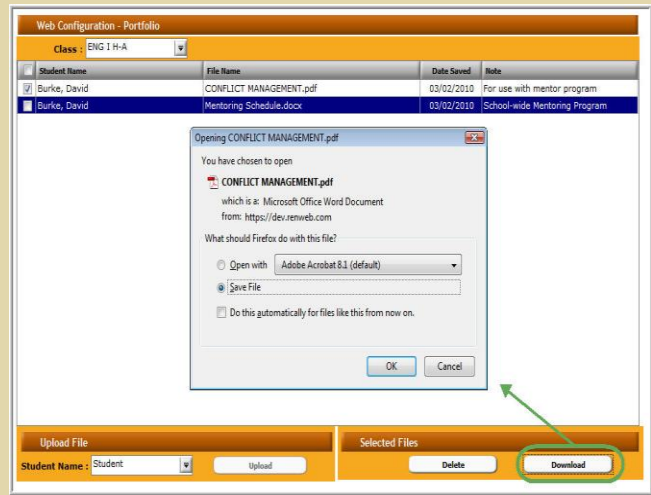 Web Configuration - Portfolio
Class : ENG I H-A
Student Name File Name Date Saved Note
Burke, David CONFLICT MANAGEMENT.pdf 03/02/2010 For use with mentor program
Burke, David Mentoring Schedule.docx 03/02/2010 School-wide Mentoring Program
Opening CONFLICT MANAGEMENT.pdf
You have chosen to open
CONFLICT MANAGEMENT.pdf
which is a: Microsoft Office Word Document
from: https://dev.renweb.com
What should Firefox do with this file?
Open with Adobe Acrobat 8.1 (default)
Save File
Do this automatically for files like this from now on.
OK Cancel
Upload File Selected Files
Student Name : Student Upload Delete Download